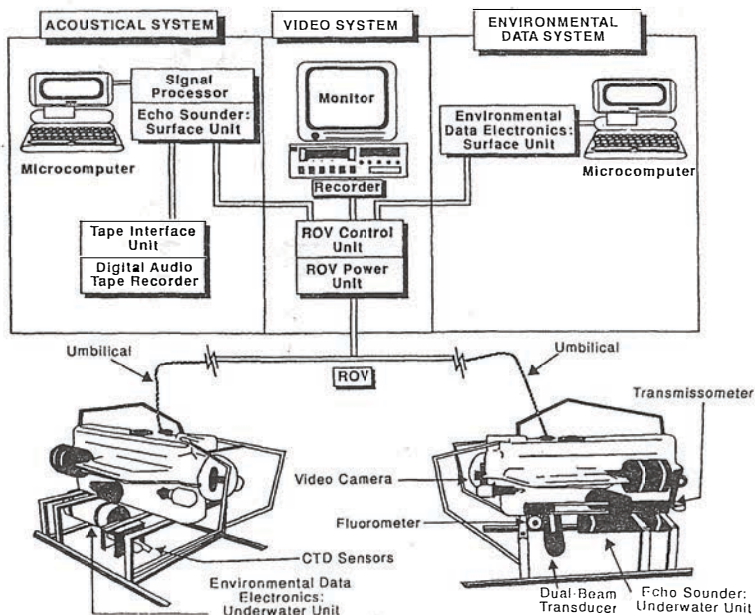 ACOUSTICAL SYSTEM
VIDEO SYSTEM
ENVIRONMENTAL
DATA SYSTEM
Signal
Processor
Echo Sounder:
Surface Unit
Microcomputer
Tape Interface
Unit
Digital Audio
Tape Recorder
Monitor
Recorder
ROV Control
Unit
ROV Power
Unit
Environmental
Data Electronics:
Surface Unit
Microcomputer
Umbilical
ROV
Umbilical
Transmissometer
Video Camera
Fluorometer
CTD Sensors
Environmental Data
Electronics:
Underwater Unit
Dual-Beam
Transducer
Echo Sounder:
Underwater Unit